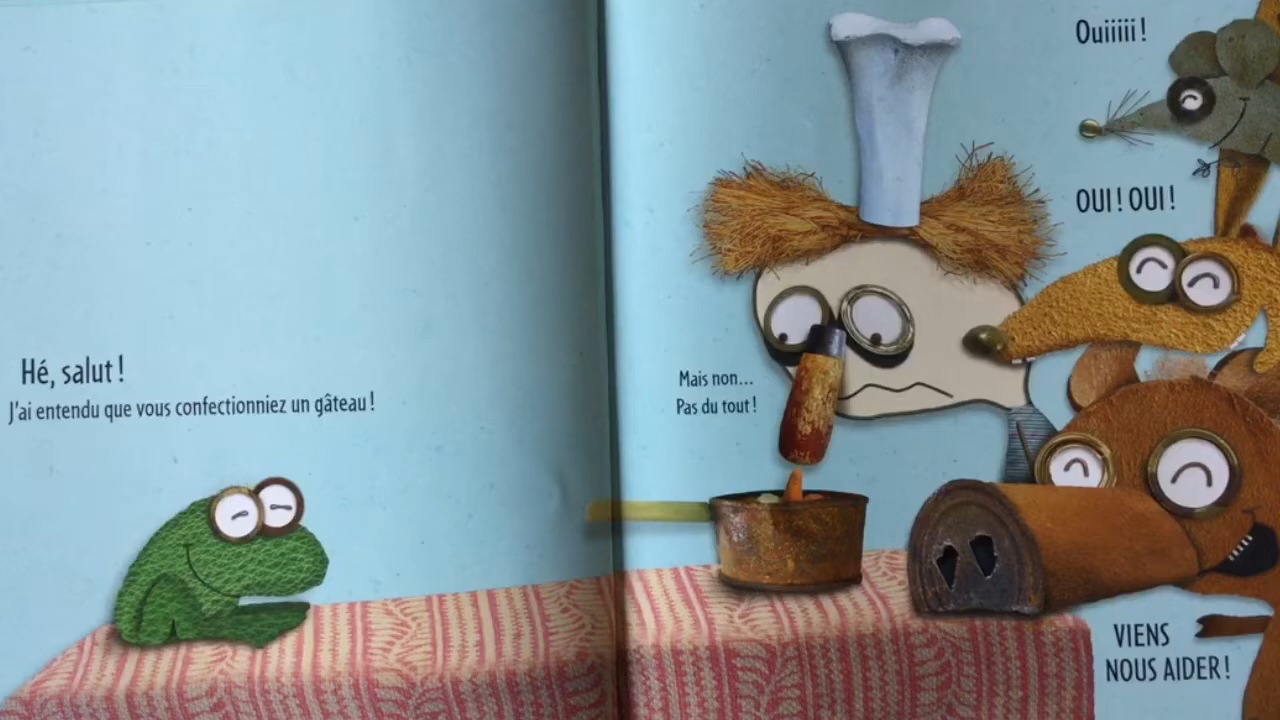 Hé, salut !
J'ai entendu que vous confectionniez un gâteau !
Ouiiiii !
OUI ! OUI !
Mais non...
Pas du tout !
VIENS
NOUS AIDER !